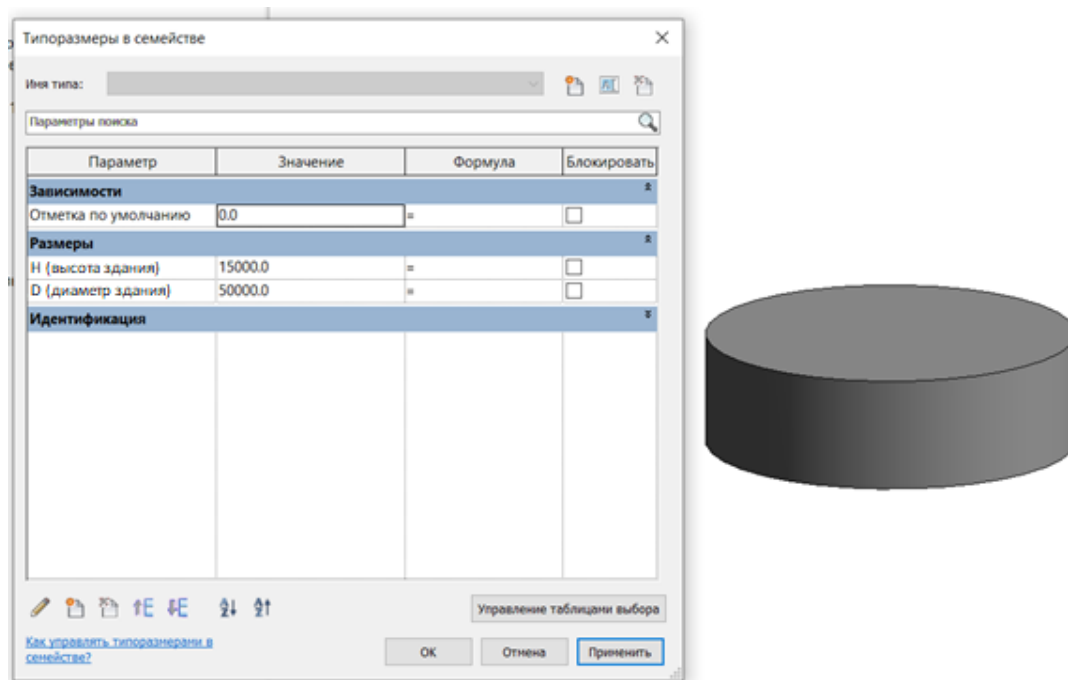 Типоразмеры в семействе
Имя типа:
Параметры поиска
Параметр Значение Формула Блокировать
Зависимости
Отметка по умолчанию 0.0 =
Размеры
H (высота здания) 15000.0 =
D (диаметр здания) 50000.0 =
Идентификация
Управление таблицами выбора
Как управлять типоразмерами в
семействе?
ОК Отмена Применить